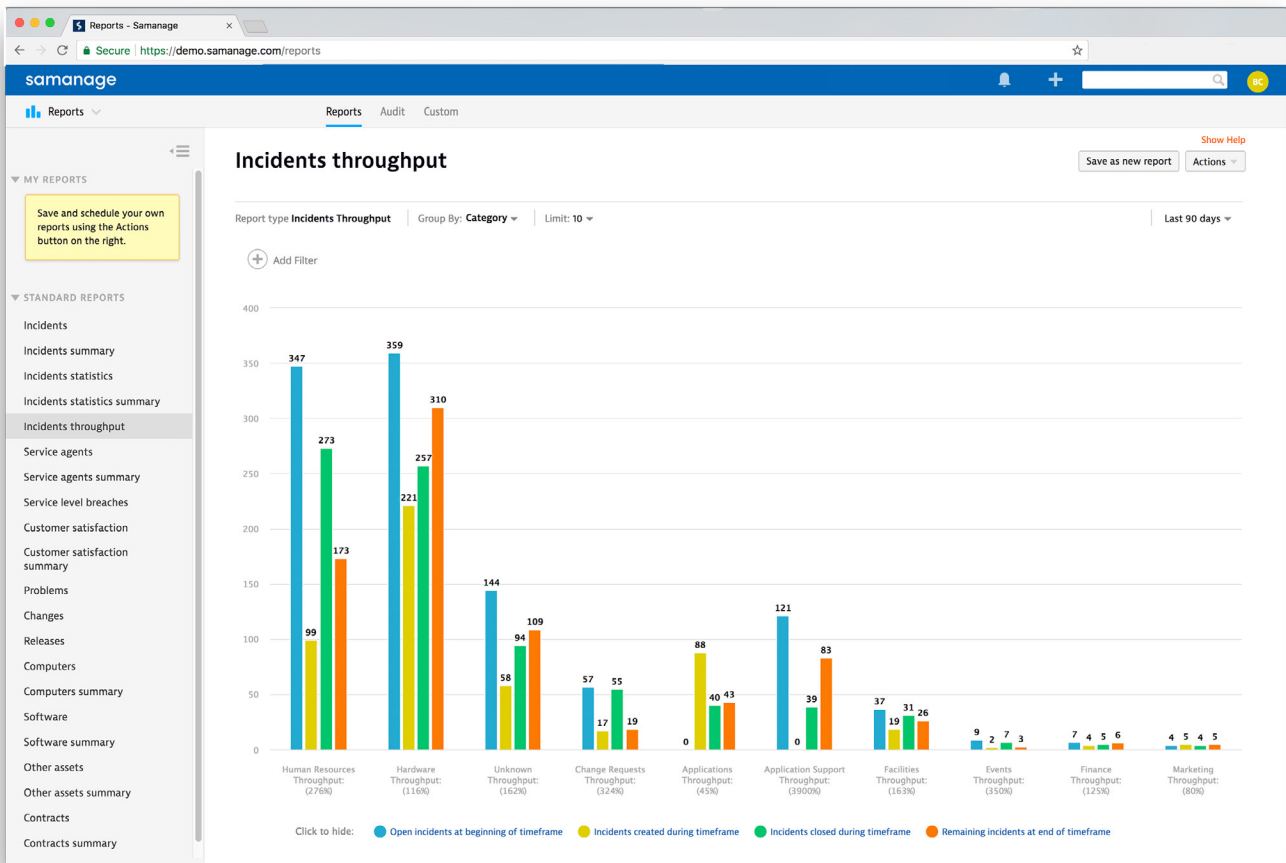 Reports - Samanage
Secure https://demo.samanage.com/reports
samanage
BC
Reports
Reports Audit Custom
Show Help
Incidents throughput
Save as new report Actions
MY REPORTS
Save and schedule your own
reports using the Actions
button on the right.
Report type Incidents Throughput Group By: Category Limit: 10 Last 90 days
Add Filter
STANDARD REPORTS
Incidents
Incidents summary
Incidents statistics
Incidents statistics summary
Incidents throughput
Service agents
Service agents summary
Service level breaches
Customer satisfaction
Customer satisfaction
summary
Problems
Changes
Releases
Computers
Computers summary
Software
Software summary
Other assets
Other assets summary
Contracts
Contracts summary
400
350
300
250
200
150
100
50
0
347 99 273 173
359 221 257 310
144 58 94 109
57 17 55 19
0 88 40 43
121 0 39 83
37 19 31 26
9 2 7 3
7 4 5 6
4 5 4 5
Human Resources
Throughput:
(276%)
Hardware
Throughput:
(116%)
Unknown
Throughput:
(162%)
Change Requests
Throughput:
(324%)
Applications
Throughput:
(45%)
Application Support
Throughput:
(3900%)
Facilities
Throughput:
(163%)
Events
Throughput:
(350%)
Finance
Throughput:
(125%)
Marketing
Throughput:
(80%)
Click to hide: Open incidents at beginning of timeframe Incidents created during timeframe Incidents closed during timeframe Remaining incidents at end of timeframe